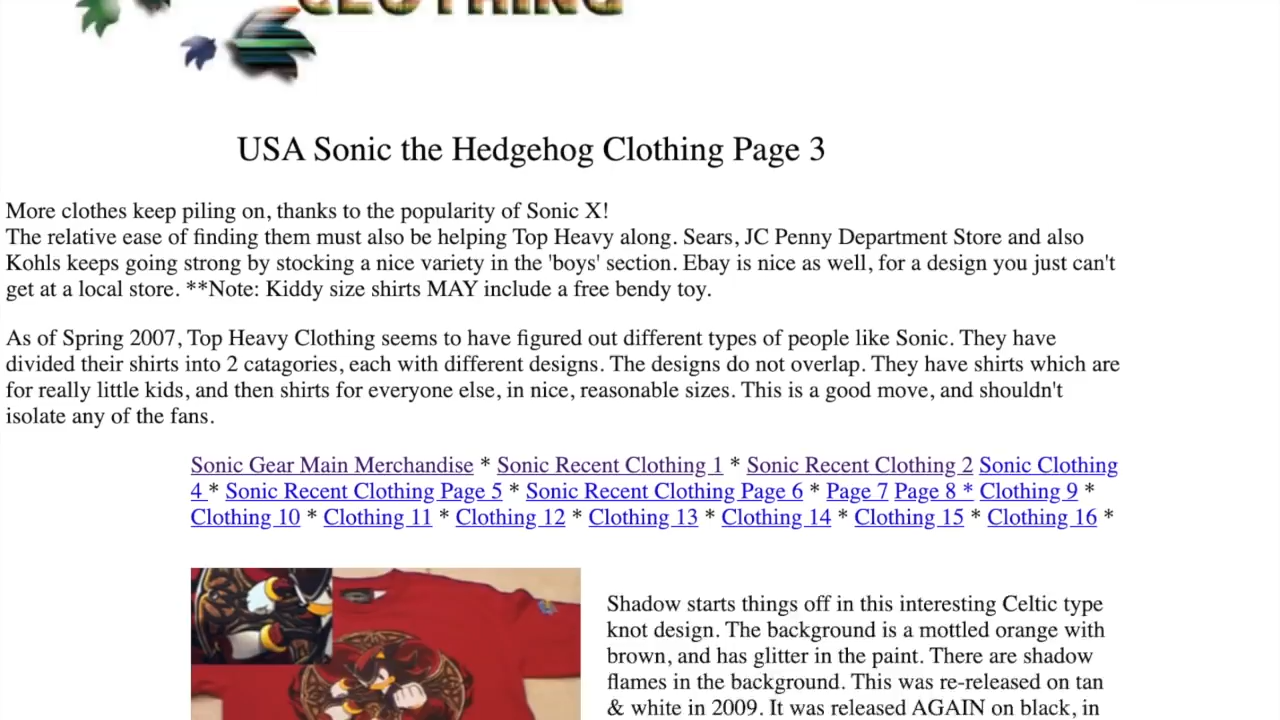 CLOTHING
USA Sonic the Hedgehog Clothing Page 3
More clothes keep piling on, thanks to the popularity of Sonic X!
The relative ease of finding them must also be helping Top Heavy along. Sears, JC Penny Department Store and also
Kohls keeps going strong by stocking a nice variety in the 'boys' section. Ebay is nice as well, for a design you just can't
get at a local store. **Note: Kiddy size shirts MAY include a free bendy toy.
As of Spring 2007, Top Heavy Clothing seems to have figured out different types of people like Sonic. They have
divided their shirts into 2 catagories, each with different designs. The designs do not overlap. They have shirts which are
for really little kids, and then shirts for everyone else, in nice, reasonable sizes. This is a good move, and shouldn't
isolate any of the fans.
Sonic Gear Main Merchandise * Sonic Recent Clothing 1 * Sonic Recent Clothing 2 Sonic Clothing
4 * Sonic Recent Clothing Page 5 * Sonic Recent Clothing Page 6 * Page 7 Page 8 * Clothing 9 *
Clothing 10 * Clothing 11 * Clothing 12 * Clothing 13 * Clothing 14 * Clothing 15 * Clothing 16 *
Shadow starts things off in this interesting Celtic type
knot design. The background is a mottled orange with
brown, and has glitter in the paint. There are shadow
flames in the background. This was re-released on tan
& white in 2009. It was released AGAIN on black, in